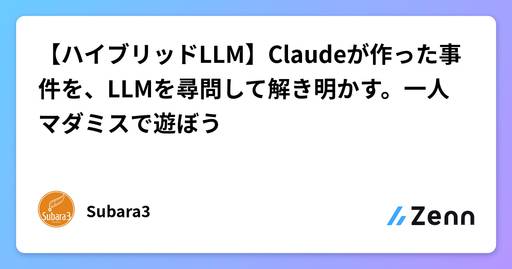 【ハイブリッドLLM】Claudeが作った事
件を、LLMを尋問して解き明かす。一人
マダミスで遊ぼう
Subara3
Subara3
Zenn